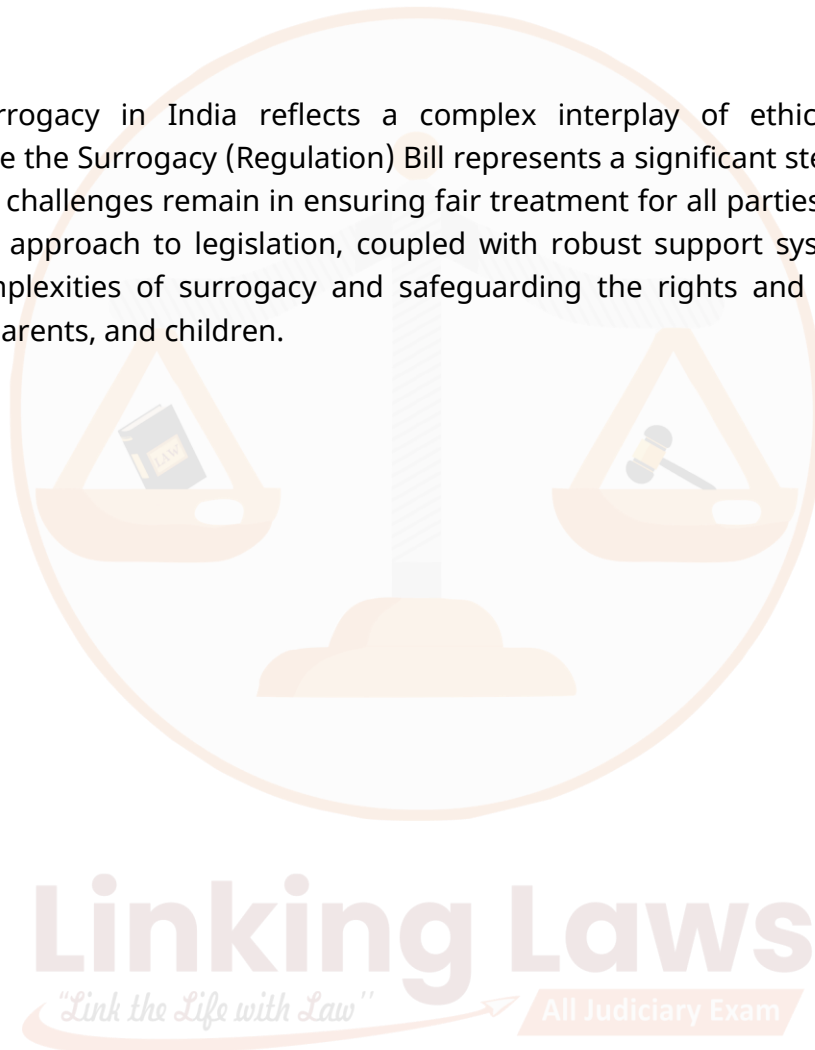 rrogacy in India reflects a complex interplay of ethic
e the Surrogacy (Regulation) Bill represents a significant ste
challenges remain in ensuring fair treatment for all parties
approach to legislation, coupled with robust support sys
mplexities of surrogacy and safeguarding the rights and
arents, and children.
LAW
Linking Laws
"Link the Life with Law"
All Judiciary Exam